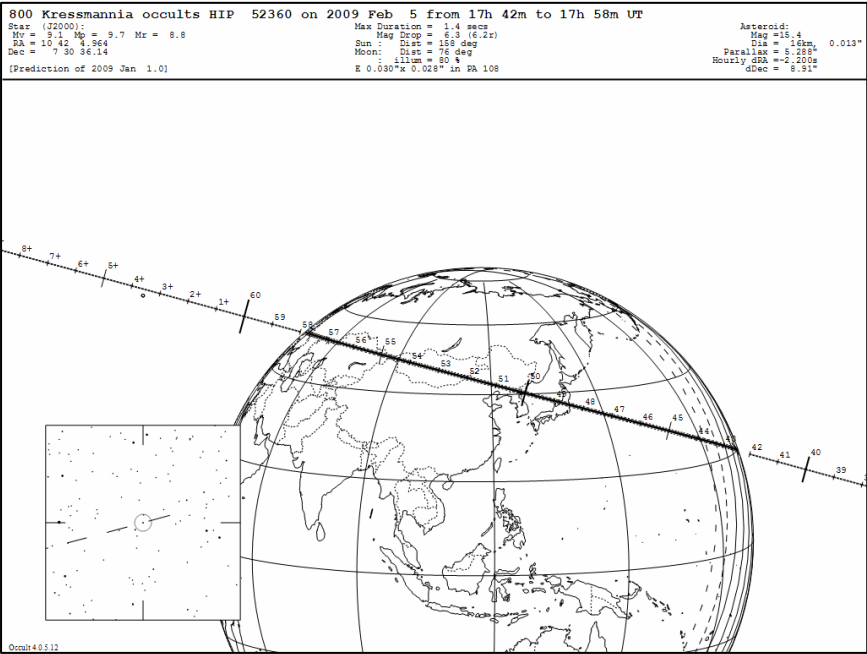 800 Kressmannia occults HIP 52360 on 2009 Feb 5 from 17h 42m to 17h 58m UT
Star (J2000):
Mv = 9.1 Mp = 9.7 Mr = 8.8
RA = 10 42 4.964
Dec = 7 30 36.14
[Prediction of 2009 Jan 1.0]
Max Duration = 1.4 secs
Mag Drop = 6.3 (6.2r)
Sun : Dist = 158 deg
Moon: Dist = 76 deg
: illum = 80 %
E 0.030"x 0.028" in PA 108
Asteroid:
Mag =15.4
Dia = 16km, 0.013"
Parallax = 5.288"
Hourly dRA =-2.200s
dDec = 8.91"
8+
7+
6+
5+
4+
3+
2+
1+
60
59
58
57
56
55
54
53
52
51
50
49
48
47
46
45
44
43
42
41
40
39
Occult 4.0.5.12